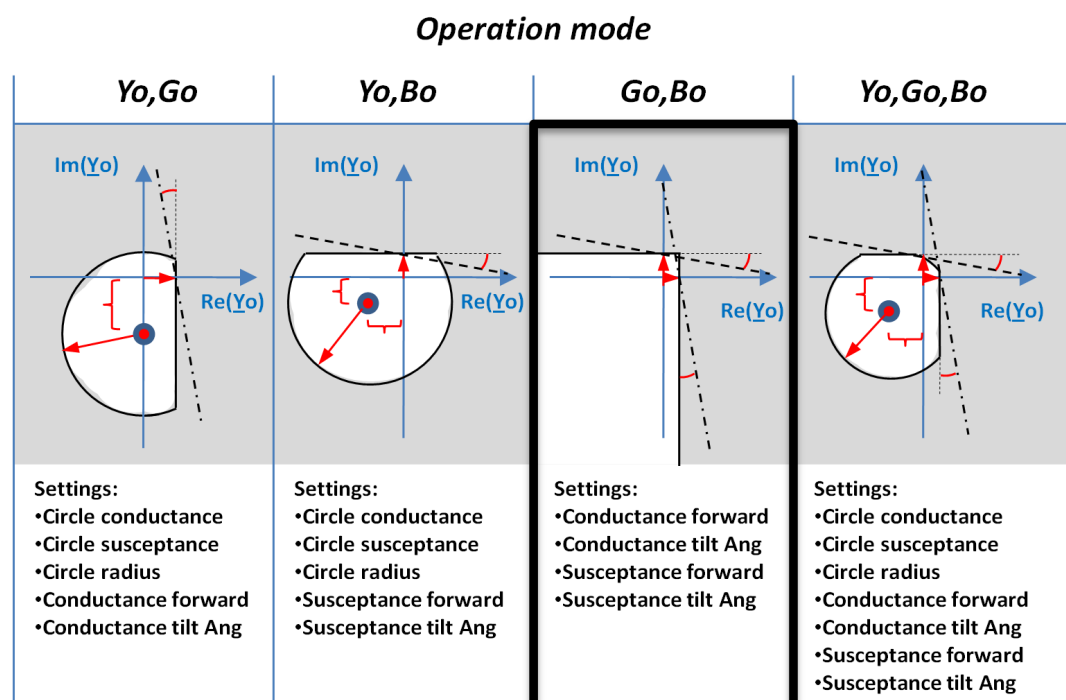 Operation mode
Yo,Go
Yo,Bo
Go,Bo
Yo,Go,Bo
Im(Yo)
Re(Yo)
Im(Yo)
Re(Yo)
Im(Yo)
Re(Yo)
Im(Yo)
Re(Yo)
Settings:
•Circle conductance
•Circle susceptance
•Circle radius
•Conductance forward
•Conductance tilt Ang
Settings:
•Circle conductance
•Circle susceptance
•Circle radius
•Susceptance forward
•Susceptance tilt Ang
Settings:
•Conductance forward
•Conductance tilt Ang
•Susceptance forward
•Susceptance tilt Ang
Settings:
•Circle conductance
•Circle susceptance
•Circle radius
•Conductance forward
•Conductance tilt Ang
•Susceptance forward
•Susceptance tilt Ang